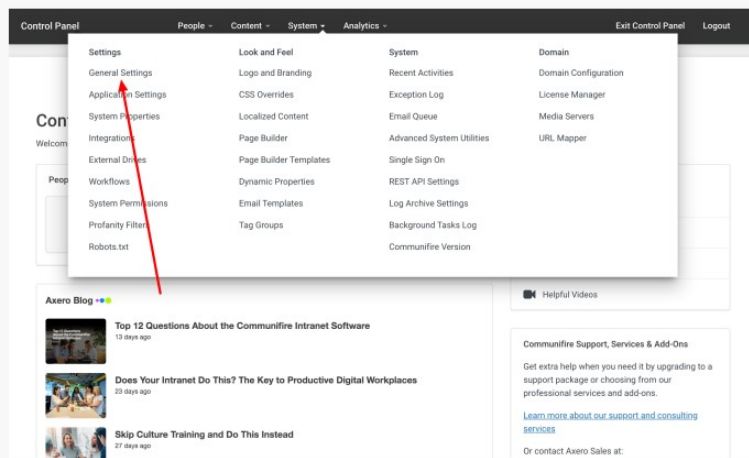 Control Panel People Content System Analytics Exit Control Panel Logout
Settings
General Settings
Application Settings
System Properties
Integrations
External Drives
Workflows
System Permissions
Profanity Filters
Robots.txt
Look and Feel
Logo and Branding
CSS Overrides
Localized Content
Page Builder
Page Builder Templates
Dynamic Properties
Email Templates
Tag Groups
System
Recent Activities
Exception Log
Email Queue
Advanced System Utilities
Single Sign On
REST API Settings
Log Archive Settings
Background Tasks Log
Communifire Version
Domain
Domain Configuration
License Manager
Media Servers
URL Mapper
Con
Welcom
Peop
Axero Blog
Top 12 Questions About the Communifire Intranet Software
13 days ago
Does Your Intranet Do This? The Key to Productive Digital Workplaces
23 days ago
Skip Culture Training and Do This Instead
27 days ago
Helpful Videos
Communifire Support, Services & Add-Ons
Get extra help when you need it by upgrading to a
support package or choosing from our
professional services and add-ons.
Learn more about our support and consulting
services
Or contact Axero Sales at: